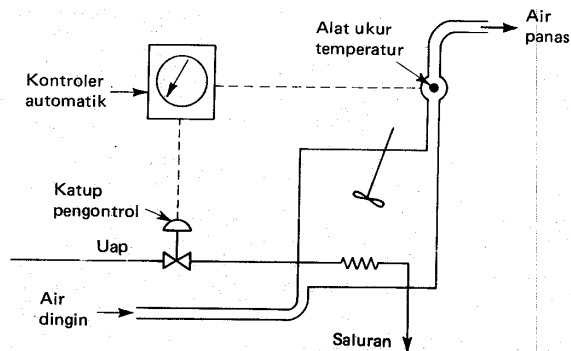 Alat ukur
temperatur
Air
panas
Kontroler
automatik
Katup
pengontrol
Uap
Air
dingin
Saluran